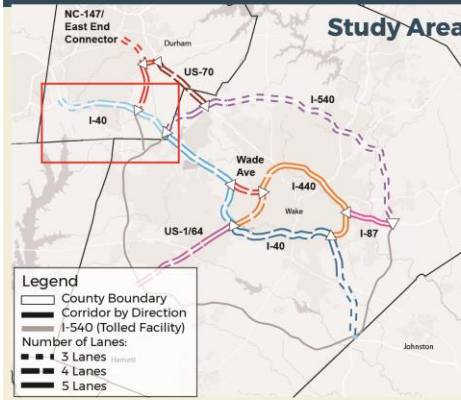 Study Area
NC-147/
East End
Connector
Durham
US-70
I-40
I-540
Wade
Ave
I-440
Wake
US-1/64
I-40
I-87
Legend
County Boundary
Corridor by Direction
I-540 (Tolled Facility)
Number of Lanes:
3 Lanes
Harnett
4 Lanes
5 Lanes
Johnston